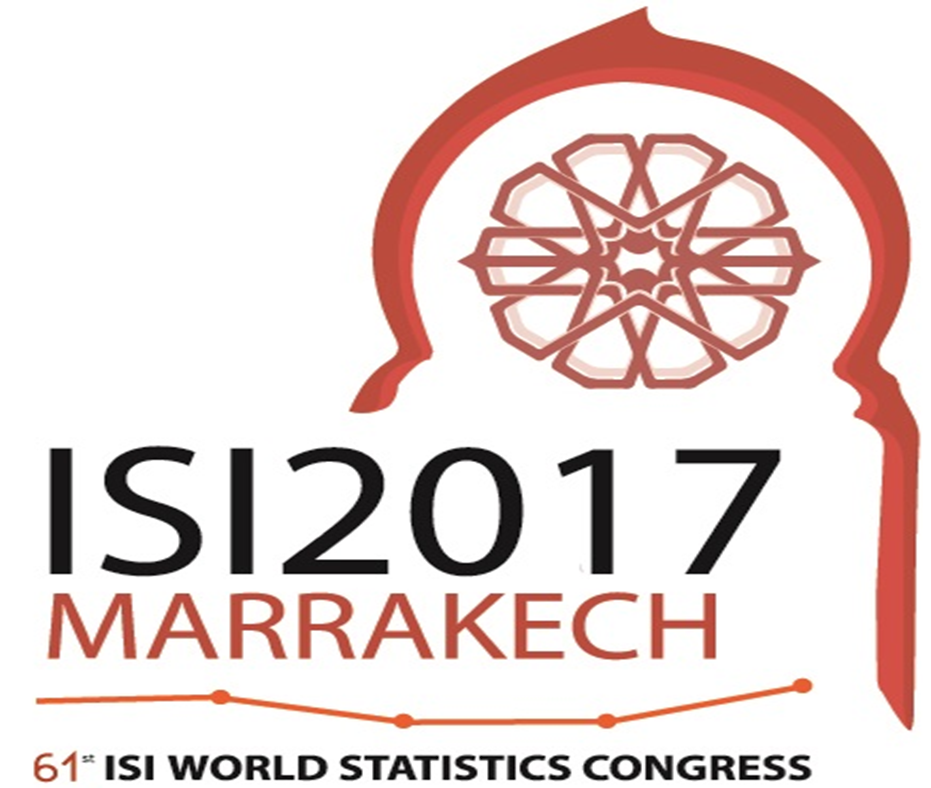 ISI2017
MARRAKECH
61st ISI WORLD STATISTICS CONGRESS